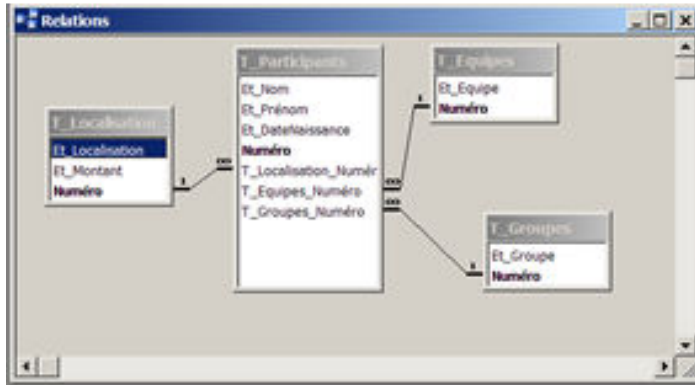 Relations
T_Localisation
Et_Localisation
Et_Montant
Numéro
1
∞
T_Participants
Et_Nom
Et_Prénom
Et_DateNaissance
Numéro
T_Localisation_Numér
T_Equipes_Numéro
T_Groupes_Numéro
∞
∞
1
T_Equipes
Et_Equipe
Numéro
1
T_Groupes
Et_Groupe
Numéro